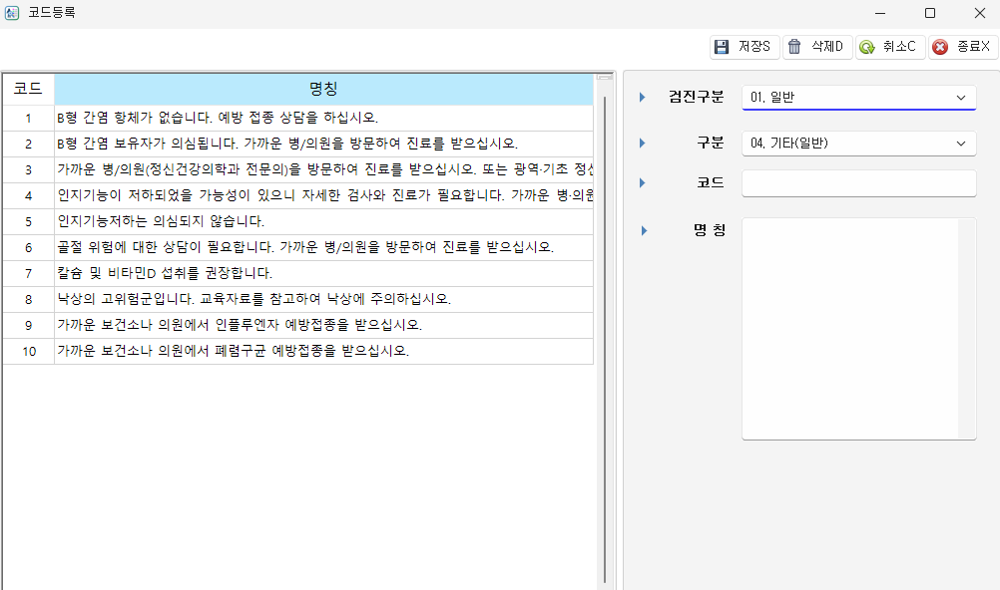 코드등록
저장S 삭제D 취소C 종료X
코드 명칭
1 B형 간염 항체가 없습니다. 예방 접종 상담을 하십시오.
2 B형 간염 보유자가 의심됩니다. 가까운 병/의원을 방문하여 진료를 받으십시오.
3 가까운 병/의원(정신건강의학과 전문의)을 방문하여 진료를 받으십시오. 또는 광역·기초 정신
4 인지기능이 저하되었을 가능성이 있으니 자세한 검사와 진료가 필요합니다. 가까운 병·의원
5 인지기능저하는 의심되지 않습니다.
6 골절 위험에 대한 상담이 필요합니다. 가까운 병/의원을 방문하여 진료를 받으십시오.
7 칼슘 및 비타민D 섭취를 권장합니다.
8 낙상의 고위험군입니다. 교육자료를 참고하여 낙상에 주의하십시오.
9 가까운 보건소나 의원에서 인플루엔자 예방접종을 받으십시오.
10 가까운 보건소나 의원에서 폐렴구균 예방접종을 받으십시오.
검진구분 01. 일반
구분 04. 기타(일반)
코드
명 칭